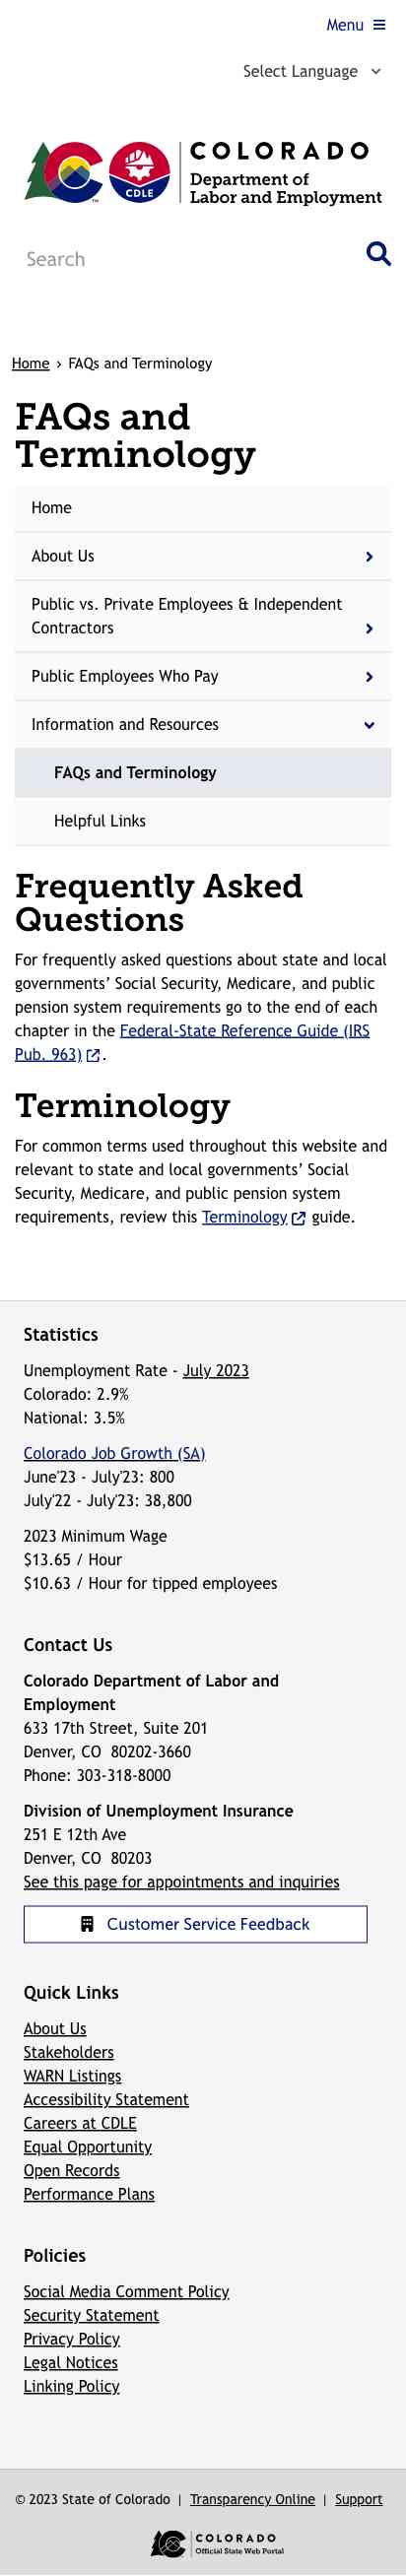 Menu
Select Language
CDLE
COLORADO
Department of
Labor and Employment
Search
Home › FAQs and Terminology
FAQs and
Terminology
Home
About Us
Public vs. Private Employees & Independent
Contractors
Public Employees Who Pay
Information and Resources
FAQs and Terminology
Helpful Links
Frequently Asked
Questions
For frequently asked questions about state and local
governments’ Social Security, Medicare, and public
pension system requirements go to the end of each
chapter in the Federal-State Reference Guide (IRS
Pub. 963).
Terminology
For common terms used throughout this website and
relevant to state and local governments’ Social
Security, Medicare, and public pension system
requirements, review this Terminology guide.
Statistics
Unemployment Rate - July 2023
Colorado: 2.9%
National: 3.5%
Colorado Job Growth (SA)
June'23 - July'23: 800
July'22 - July'23: 38,800
2023 Minimum Wage
$13.65 / Hour
$10.63 / Hour for tipped employees
Contact Us
Colorado Department of Labor and
Employment
633 17th Street, Suite 201
Denver, CO  80202-3660
Phone: 303-318-8000
Division of Unemployment Insurance
251 E 12th Ave
Denver, CO  80203
See this page for appointments and inquiries
Customer Service Feedback
Quick Links
About Us
Stakeholders
WARN Listings
Accessibility Statement
Careers at CDLE
Equal Opportunity
Open Records
Performance Plans
Policies
Social Media Comment Policy
Security Statement
Privacy Policy
Legal Notices
Linking Policy
© 2023 State of Colorado | Transparency Online | Support
COLORADO
Official State Web Portal